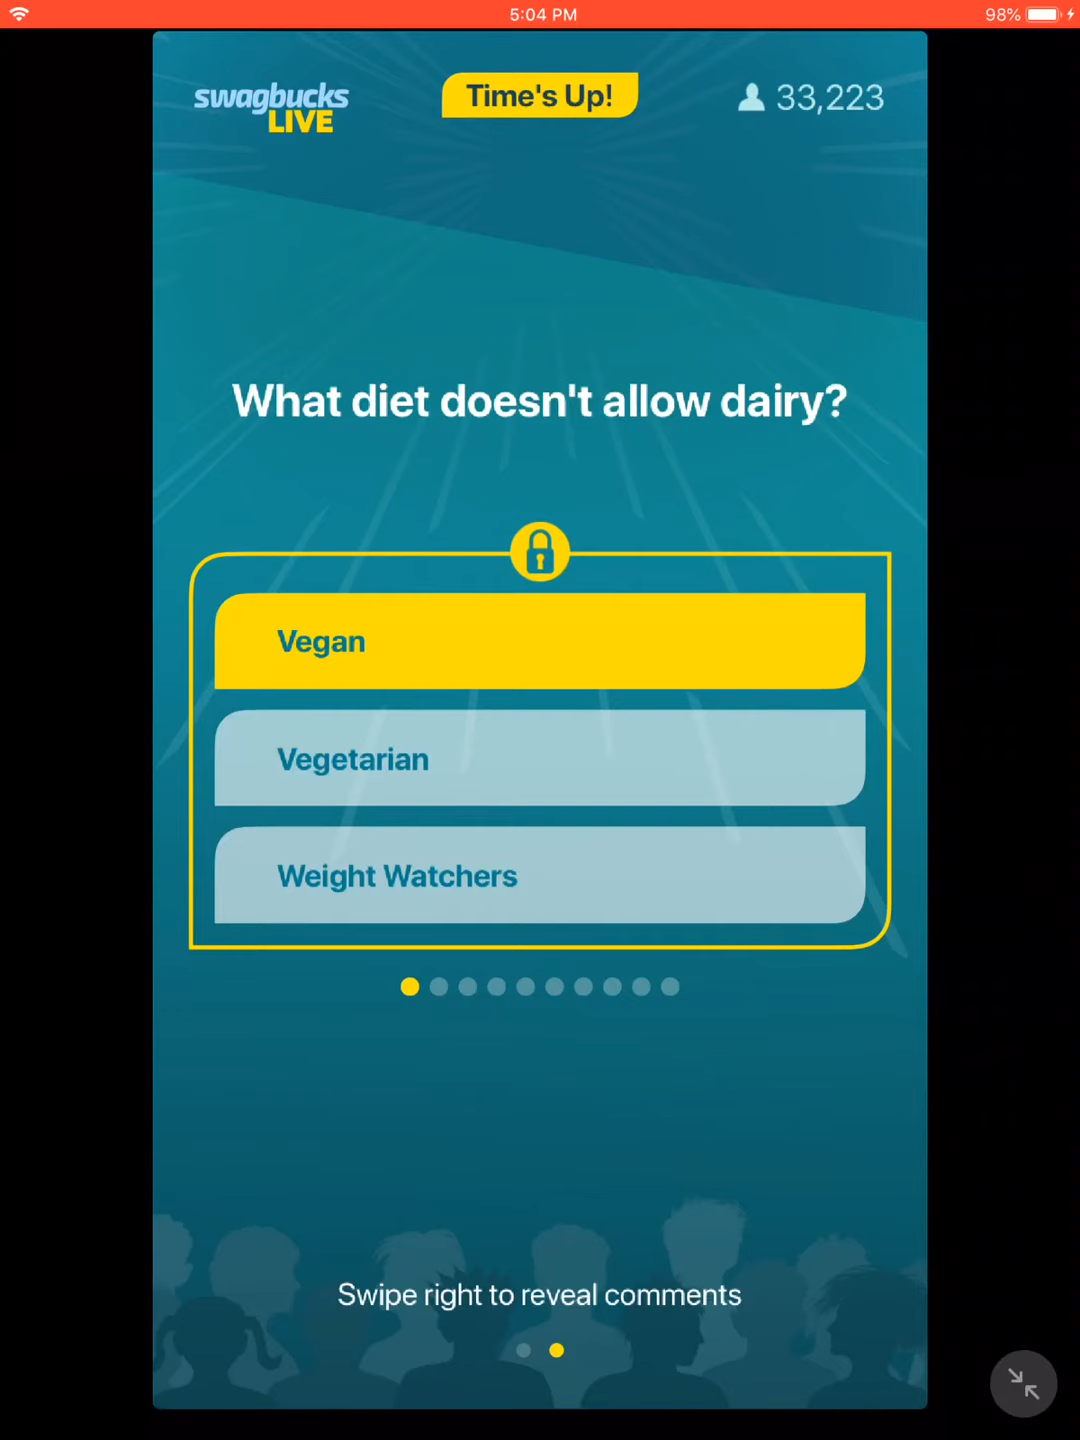 5:04 PM
98%
swagbucks
LIVE
Time's Up!
33,223
What diet doesn't allow dairy?
Vegan
Vegetarian
Weight Watchers
Swipe right to reveal comments